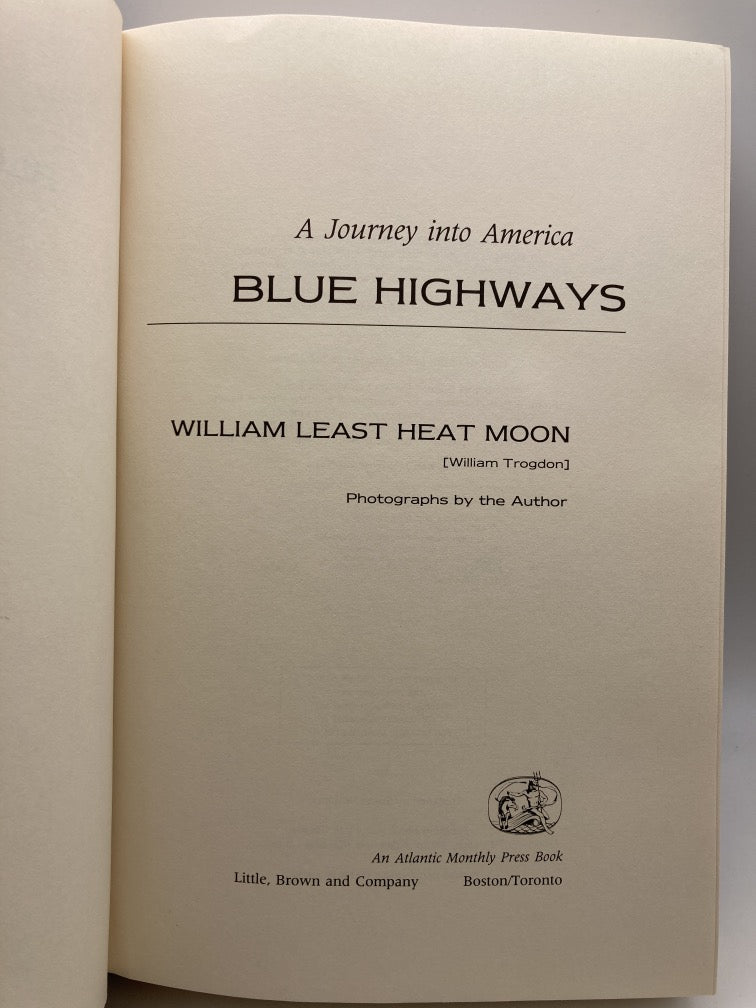 A Journey into America
BLUE HIGHWAYS
WILLIAM LEAST HEAT MOON
[William Trogdon]
Photographs by the Author
An Atlantic Monthly Press Book
Little, Brown and Company Boston/Toronto